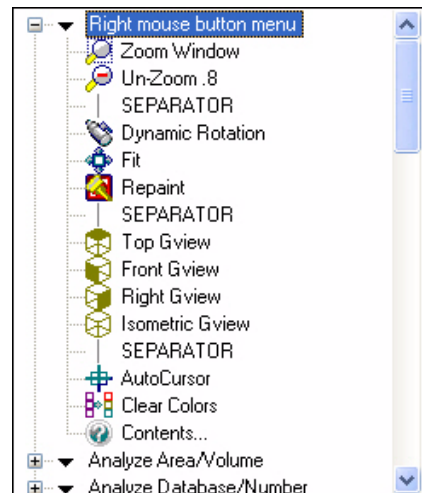 Right mouse button menu
Zoom Window
Un-Zoom .8
SEPARATOR
Dynamic Rotation
Fit
Repaint
SEPARATOR
Top Gview
Front Gview
Right Gview
Isometric Gview
SEPARATOR
AutoCursor
Clear Colors
Contents...
Analyze Area/Volume
Analyze Database/Number